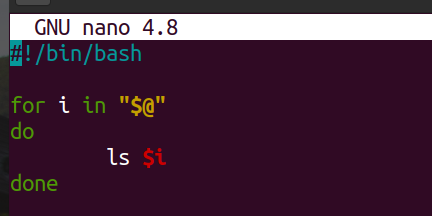 GNU nano 4.8
#!/bin/bash
for i in "$@"
do
        ls $i
done